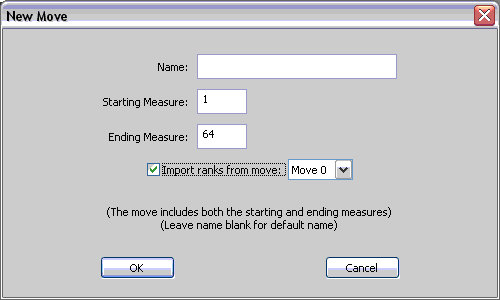 New Move
Name:
Starting Measure: 1
Ending Measure: 64
Import ranks from move: Move 0
(The move includes both the starting and ending measures)
(Leave name blank for default name)
OK Cancel